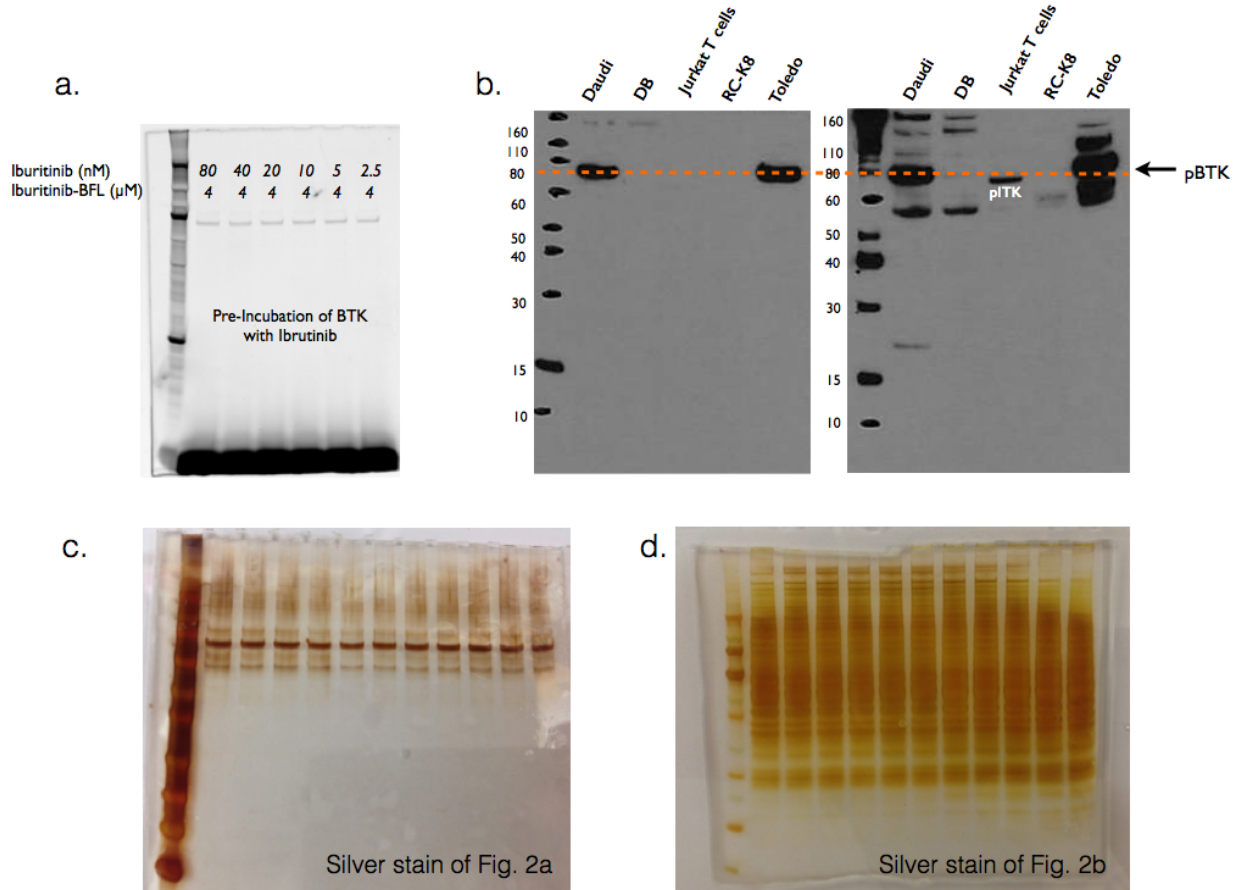 a.
Iburitinib (nM) 80 40 20 10 5 2.5
Iburitinib-BFL (µM) 4 4 4 4 4 4
Pre-Incubation of BTK
with Ibrutinib
b.
Daudi DB Jurkat T cells RC-K8 Toledo
160
110
80
60
50
40
30
15
10
Daudi DB Jurkat T cells RC-K8 Toledo
160
110
80
60
50
40
30
15
10
pITK
pBTK
c.
Silver stain of Fig. 2a
d.
Silver stain of Fig. 2b